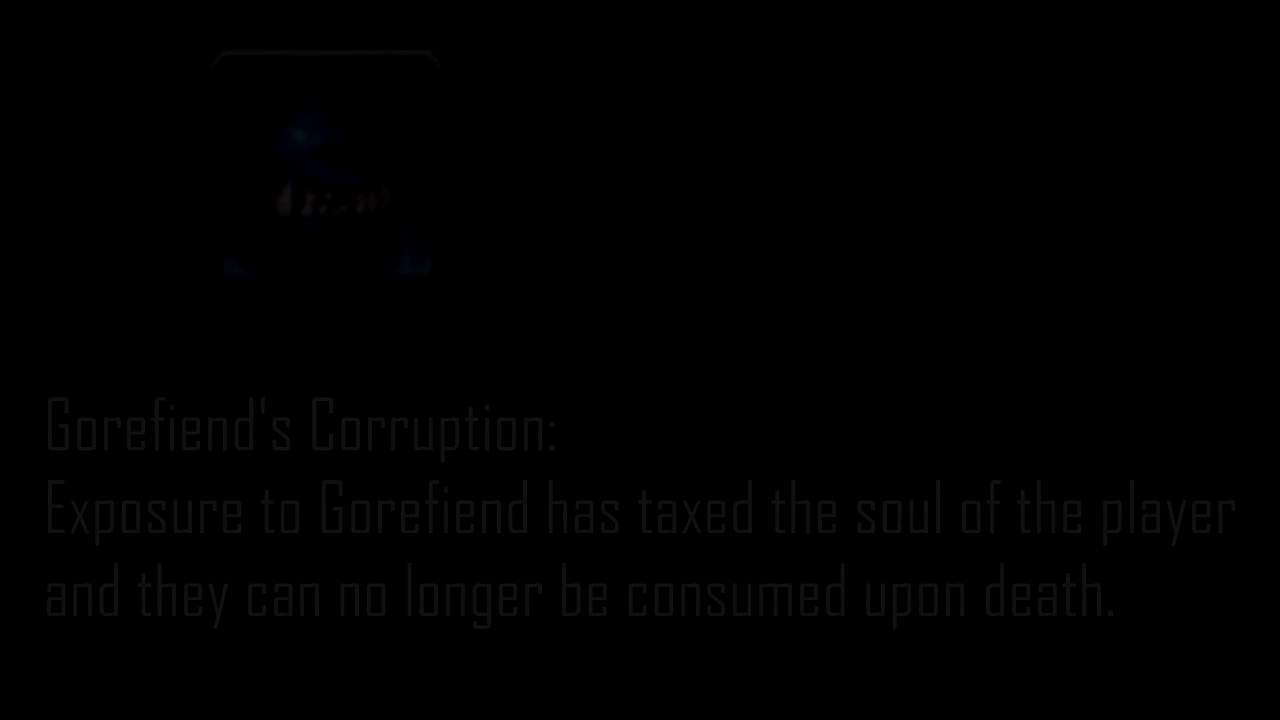 Gorefiend's Corruption:
Exposure to Gorefiend has taxed the soul of the player
and they can no longer be consumed upon death.